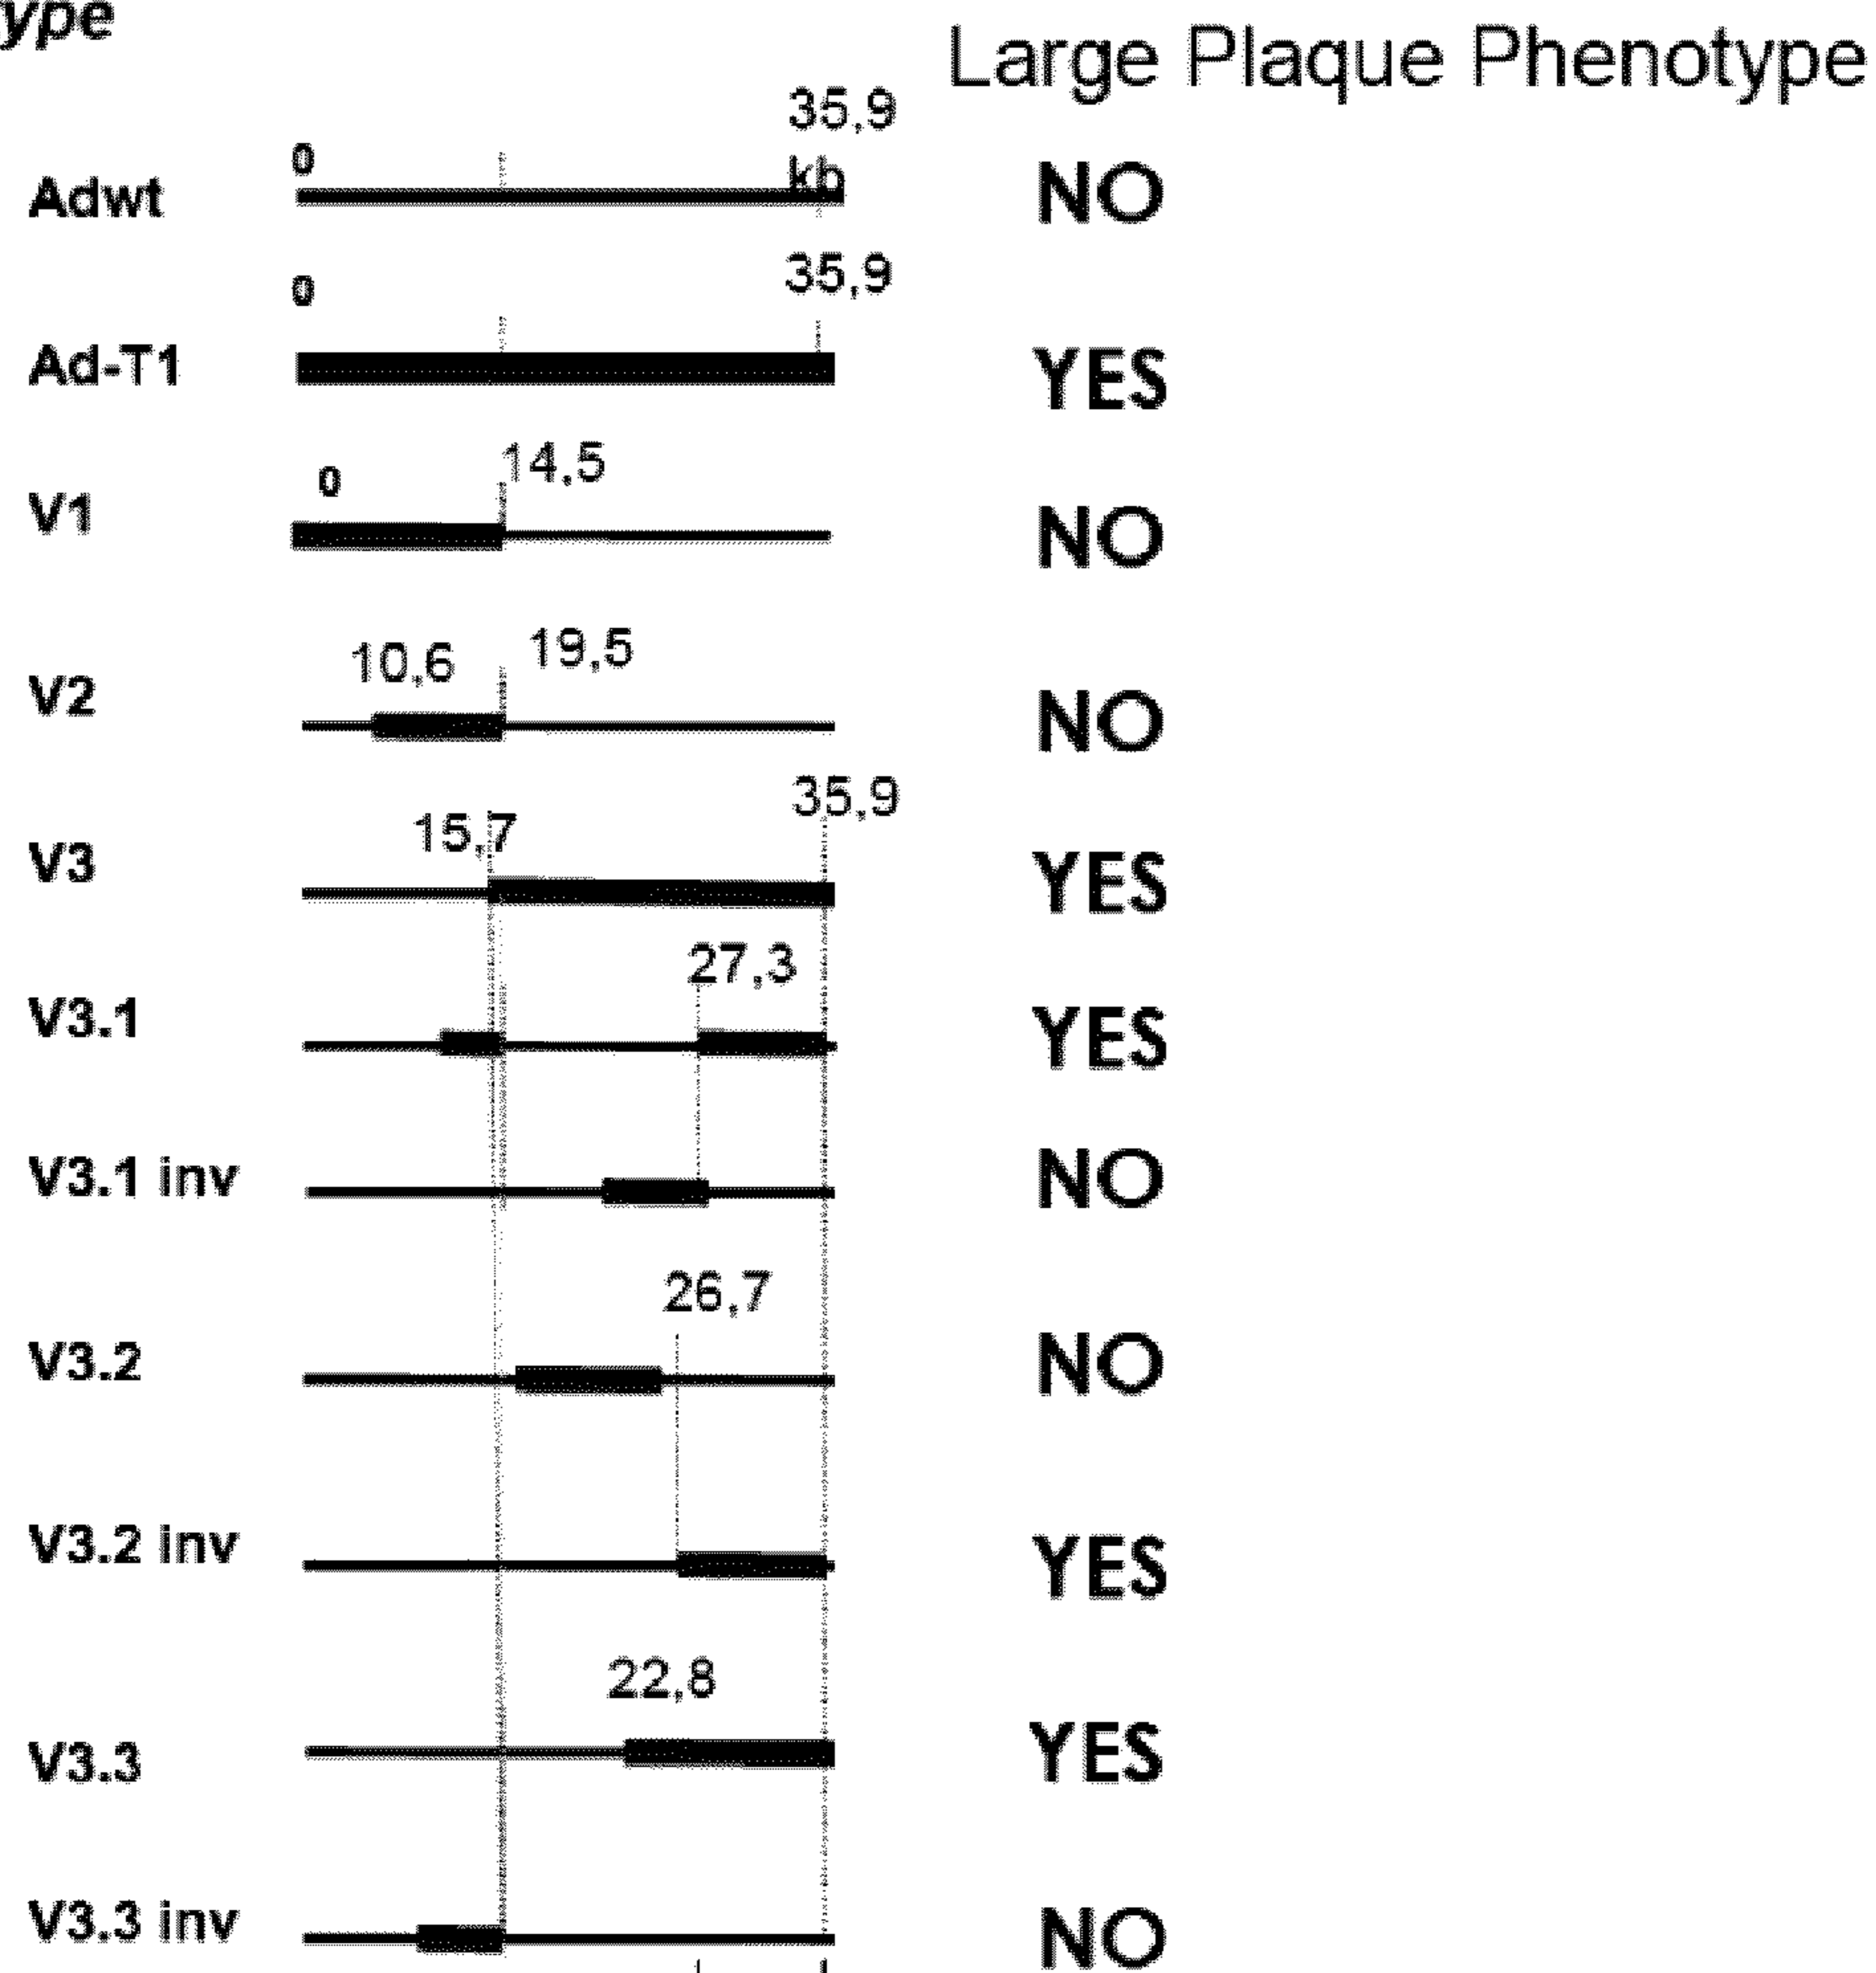 ype
Large Plaque Phenotype
35,9
0
kb
Adwt
NO
35,9
0
Ad-T1
YES
14,5
0
V1
NO
10,6
19,5
V2
NO
35,9
15,7
V3
YES
27,3
V3.1
YES
V3.1 inv
NO
26,7
V3.2
NO
V3.2 inv
YES
22,8
V3.3
YES
V3.3 inv
NO